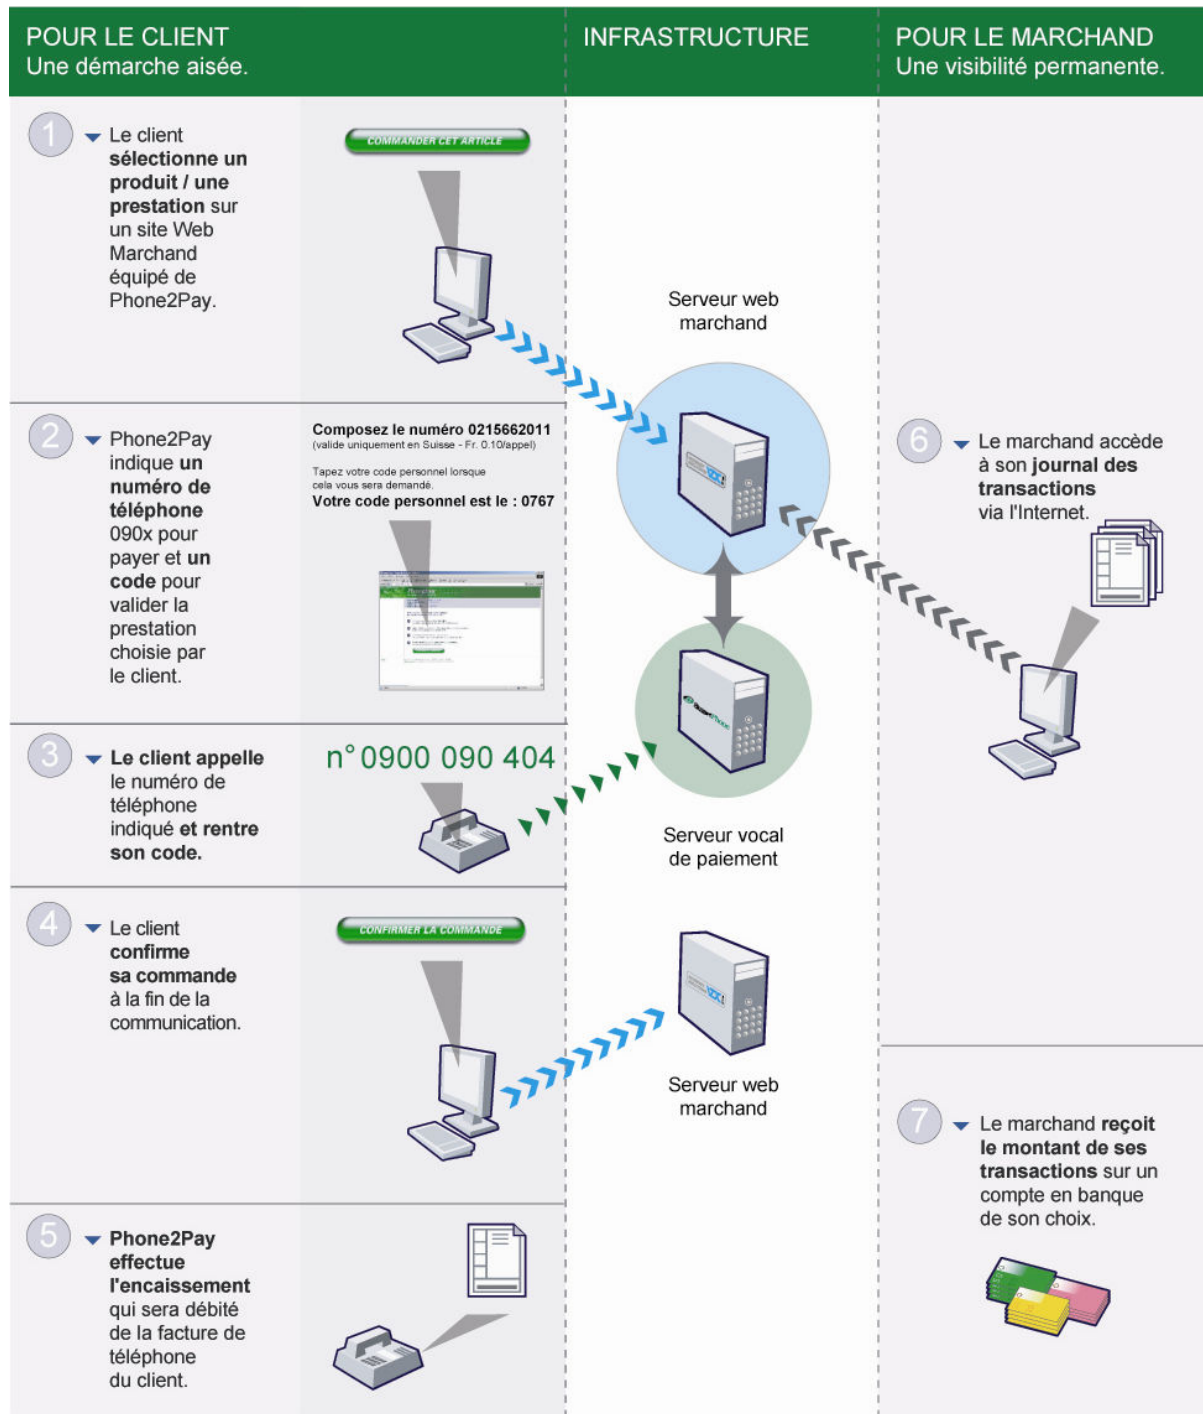 POUR LE CLIENT
Une démarche aisée.
INFRASTRUCTURE
POUR LE MARCHAND
Une visibilité permanente.
1
Le client
sélectionne un
produit / une
prestation sur
un site Web
Marchand
équipé de
Phone2Pay.
COMMANDER CET ARTICLE
Serveur web
marchand
2
Phone2Pay
indique un
numéro de
téléphone
090x pour
payer et un
code pour
valider la
prestation
choisie par
le client.
Composez le numéro 0215662011
(valide uniquement en Suisse - Fr. 0.10/appel)
Tapez votre code personnel lorsque
cela vous sera demandé.
Votre code personnel est le : 0767
3
Le client appelle
le numéro de
téléphone
indiqué et rentre
son code.
n° 0900 090 404
Serveur vocal
de paiement
4
Le client
confirme
sa commande
à la fin de la
communication.
CONFIRMER LA COMMANDE
Serveur web
marchand
5
Phone2Pay
effectue
l'encaissement
qui sera débité
de la facture de
téléphone
du client.
6
Le marchand accède
à son journal des
transactions
via l'Internet.
7
Le marchand reçoit
le montant de ses
transactions sur un
compte en banque
de son choix.